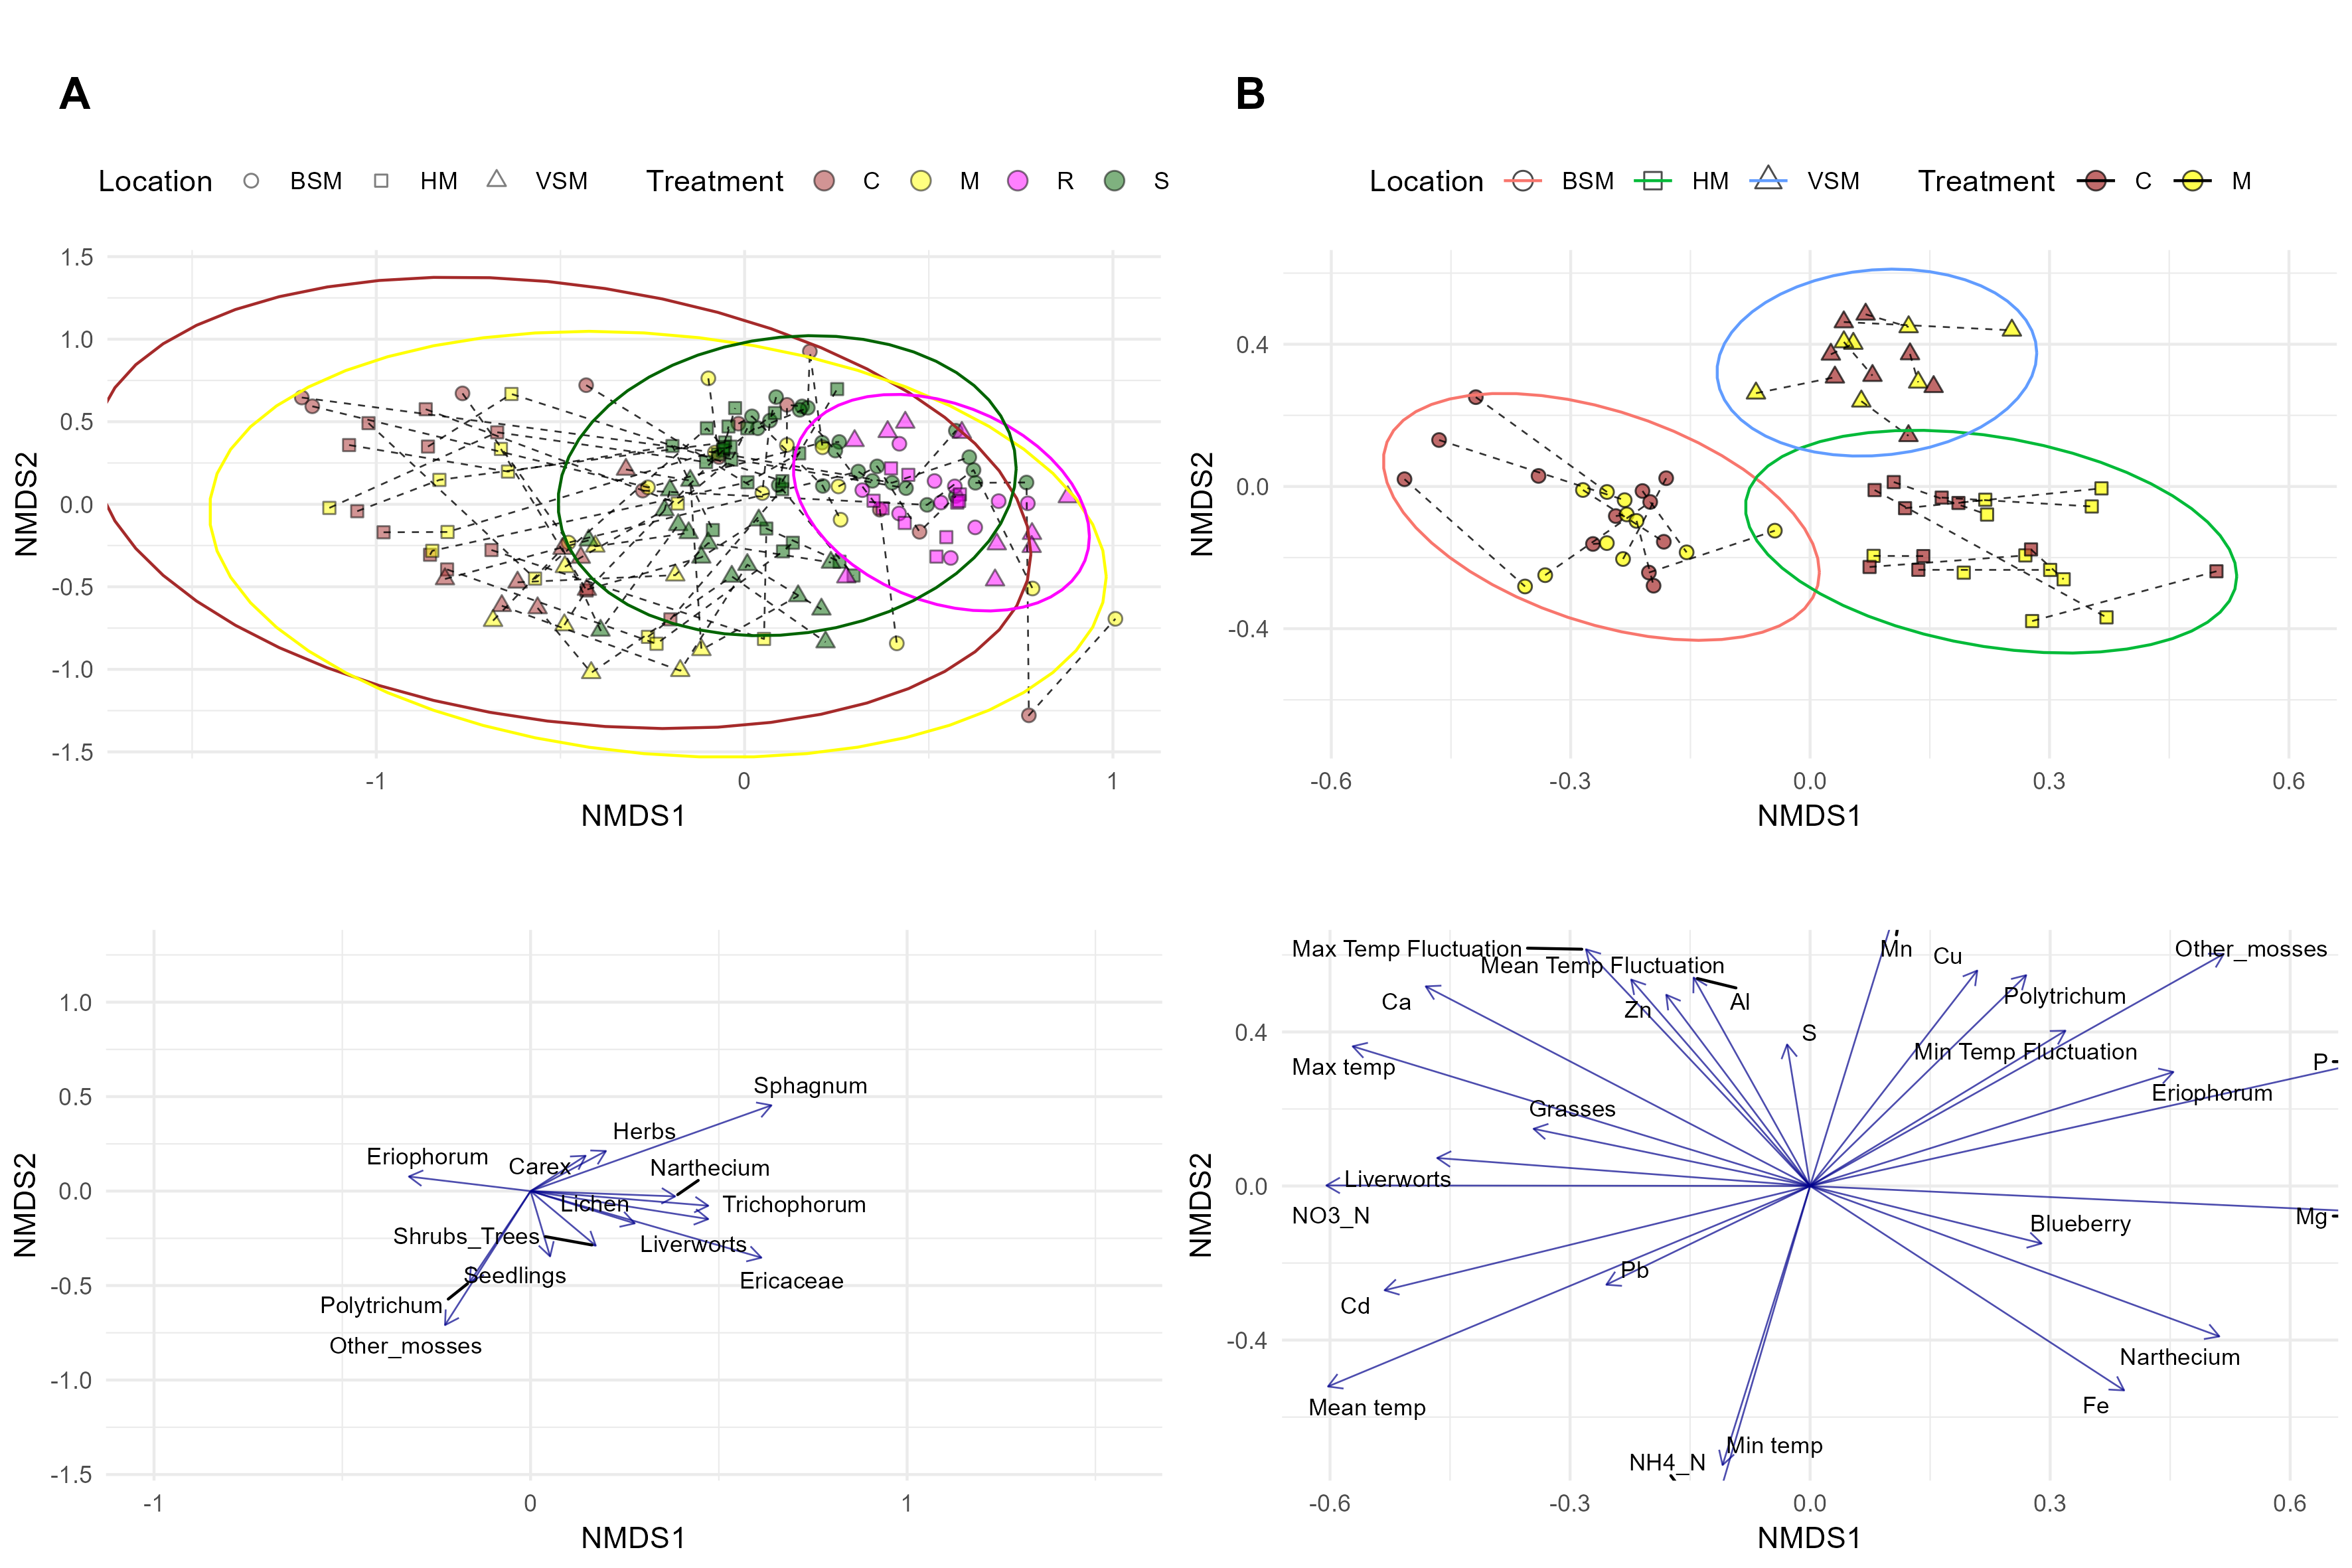 A
B
Location BSM HM VSM Treatment C M R S
Location BSM HM VSM Treatment C M
1.5
1.0
0.5
0.0
-0.5
-1.0
-1.5
NMDS2
-1 0 1
NMDS1
0.4
0.0
-0.4
NMDS2
-0.6 -0.3 0.0 0.3 0.6
NMDS1
1.0
0.5
0.0
-0.5
-1.0
-1.5
NMDS2
Sphagnum
Herbs
Eriophorum
Carex
Narthecium
Lichen
Trichophorum
Shrubs_Trees
Liverworts
Seedlings
Ericaceae
Polytrichum
Other_mosses
-1 0 1
NMDS1
0.4
0.0
-0.4
NMDS2
Max Temp Fluctuation
Mn
Cu
Other_mosses
Mean Temp Fluctuation
Ca
Zn
Al
Polytrichum
S
Min Temp Fluctuation
Max temp
P
Eriophorum
Grasses
Liverworts
NO3_N
Mg
Blueberry
Pb
Cd
Narthecium
Mean temp
Fe
Min temp
NH4_N
-0.6 -0.3 0.0 0.3 0.6
NMDS1